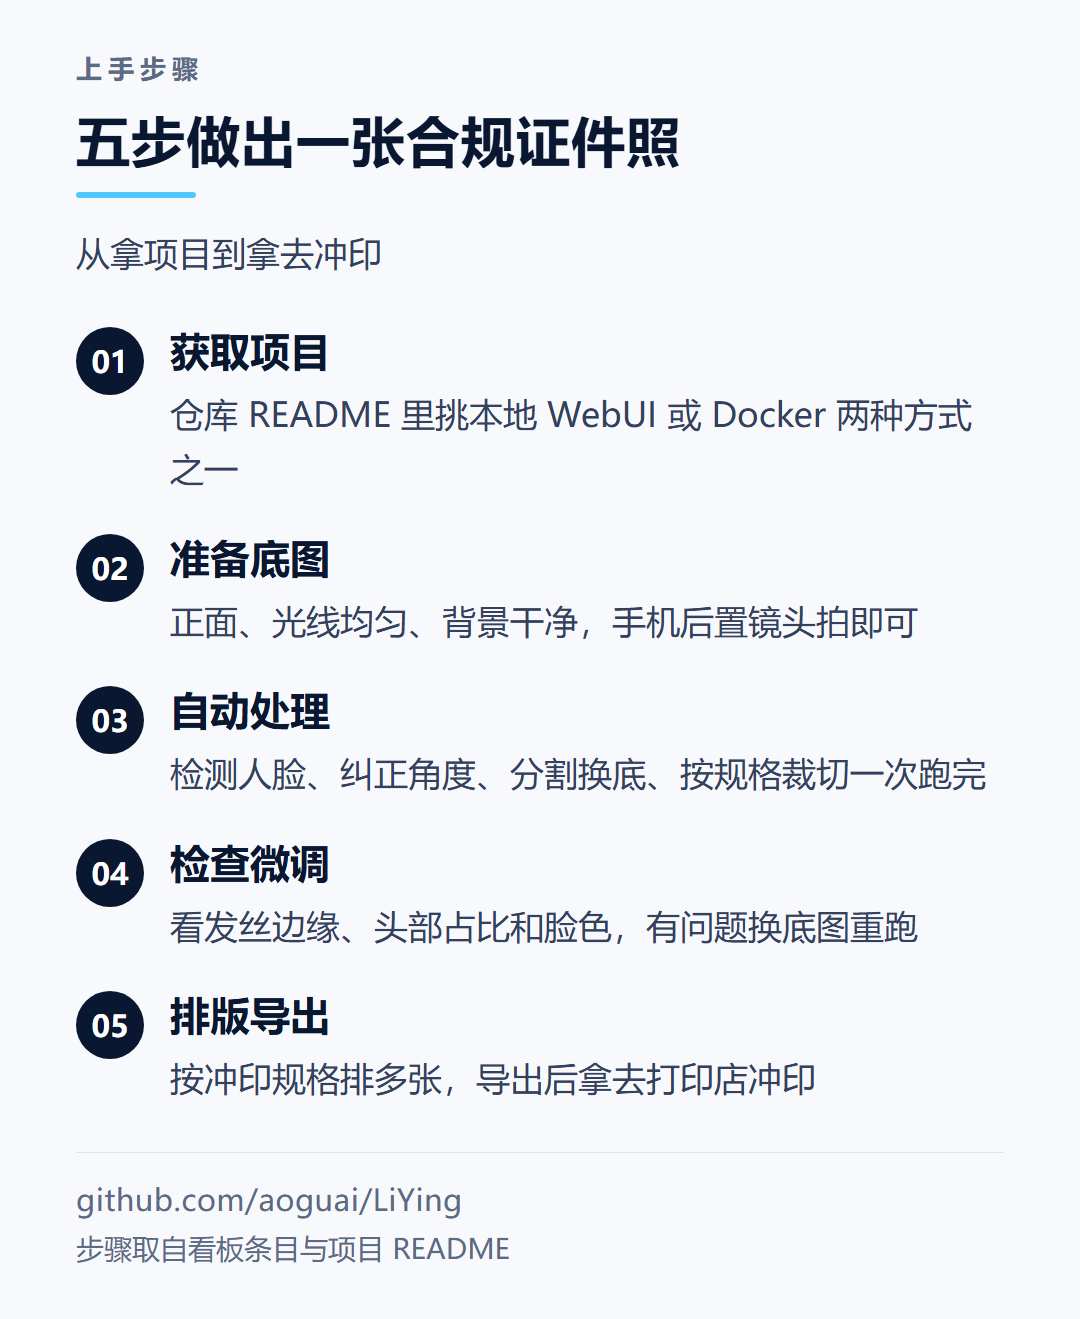 上手步骤
五步做出一张合规证件照
从拿项目到拿去冲印
01
获取项目
仓库 README 里挑本地 WebUI 或 Docker 两种方式
之一
02
准备底图
正面、光线均匀、背景干净，手机后置镜头拍即可
03
自动处理
检测人脸、纠正角度、分割换底、按规格裁切一次跑完
04
检查微调
看发丝边缘、头部占比和脸色，有问题换底图重跑
05
排版导出
按冲印规格排多张，导出后拿去打印店冲印
github.com/aoguai/LiYing
步骤取自看板条目与项目 README